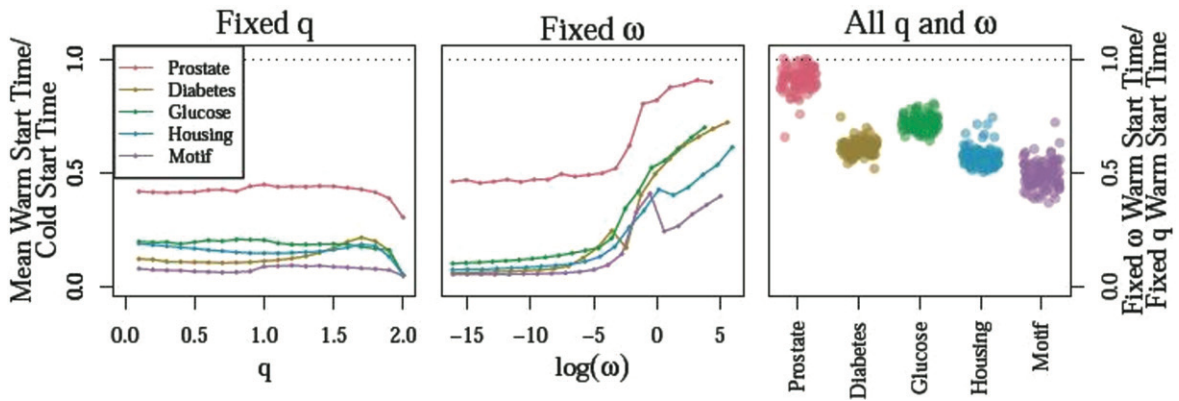 Fixed q
Fixed ω
All q and ω
Mean Warm Start Time/
Cold Start Time
0.0
0.5
1.0
Prostate
Diabetes
Glucose
Housing
Motif
0.0
0.5
1.0
1.5
2.0
q
−15
−10
−5
0
5
log(ω)
Prostate
Diabetes
Glucose
Housing
Motif
0.0
0.5
1.0
Fixed ω Warm Start Time/
Fixed q Warm Start Time